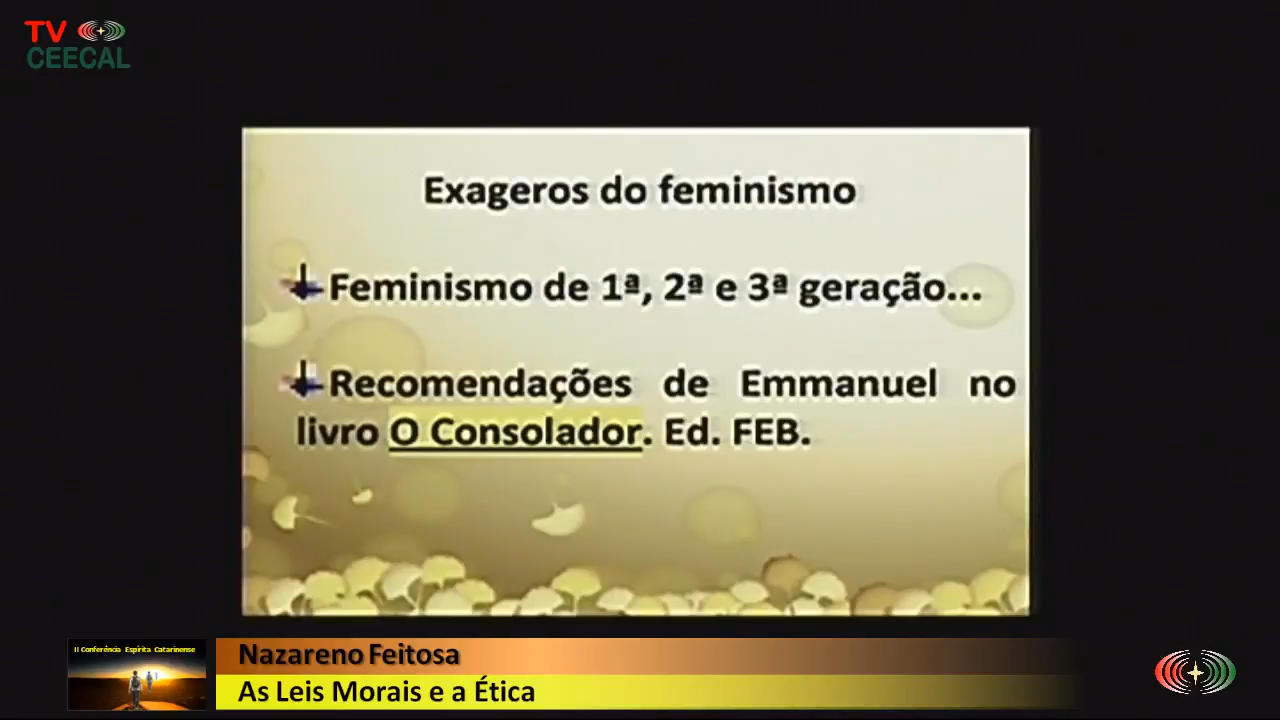 TV
CEECAL
Exageros do feminismo
Feminismo de 1ª, 2ª e 3ª geração...
Recomendações de Emmanuel no
livro O Consolador. Ed. FEB.
II Conferência Espírita Catarinense
Nazareno Feitosa
As Leis Morais e a Ética